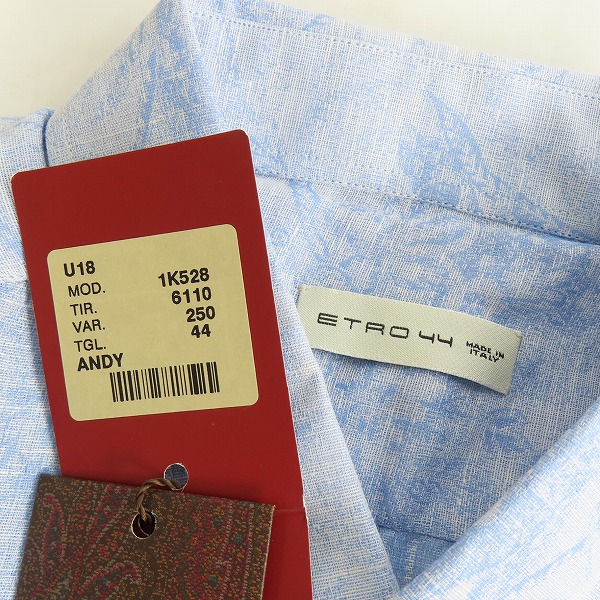 U18
MOD. 1K528
TIR. 6110
VAR. 250
TGL. 44
ANDY
ETRO 44
MADE IN
ITALY